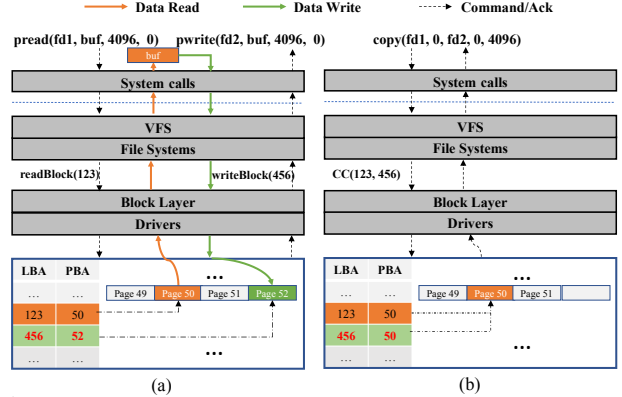 Data Read Data Write Command/Ack
pread(fd1, buf, 4096, 0) pwrite(fd2, buf, 4096, 0)
buf
System calls
VFS
File Systems
readBlock(123) writeBlock(456)
Block Layer
Drivers
LBA PBA
... ...
123 50
456 52
... ...
...
Page 49 Page 50 Page 51 Page 52
...
(a)
copy(fd1, 0, fd2, 0, 4096)
System calls
VFS
File Systems
CC(123, 456)
Block Layer
Drivers
LBA PBA
... ...
123 50
456 50
... ...
...
Page 49 Page 50 Page 51
...
(b)